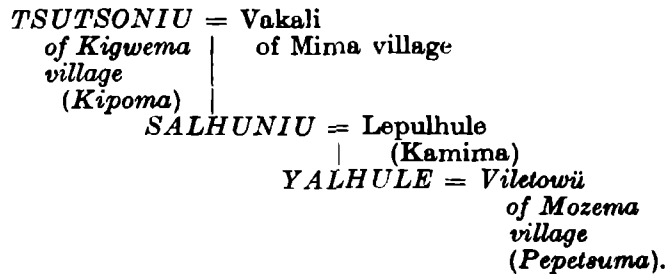 TSUTSONIU = Vakali
of Kigwema of Mima village
village
(Kipoma)
SALHUNIU = Lepulhule
(Kamima)
YALHULE = Viletowü
of Mozema
village
(Pepetsuma).